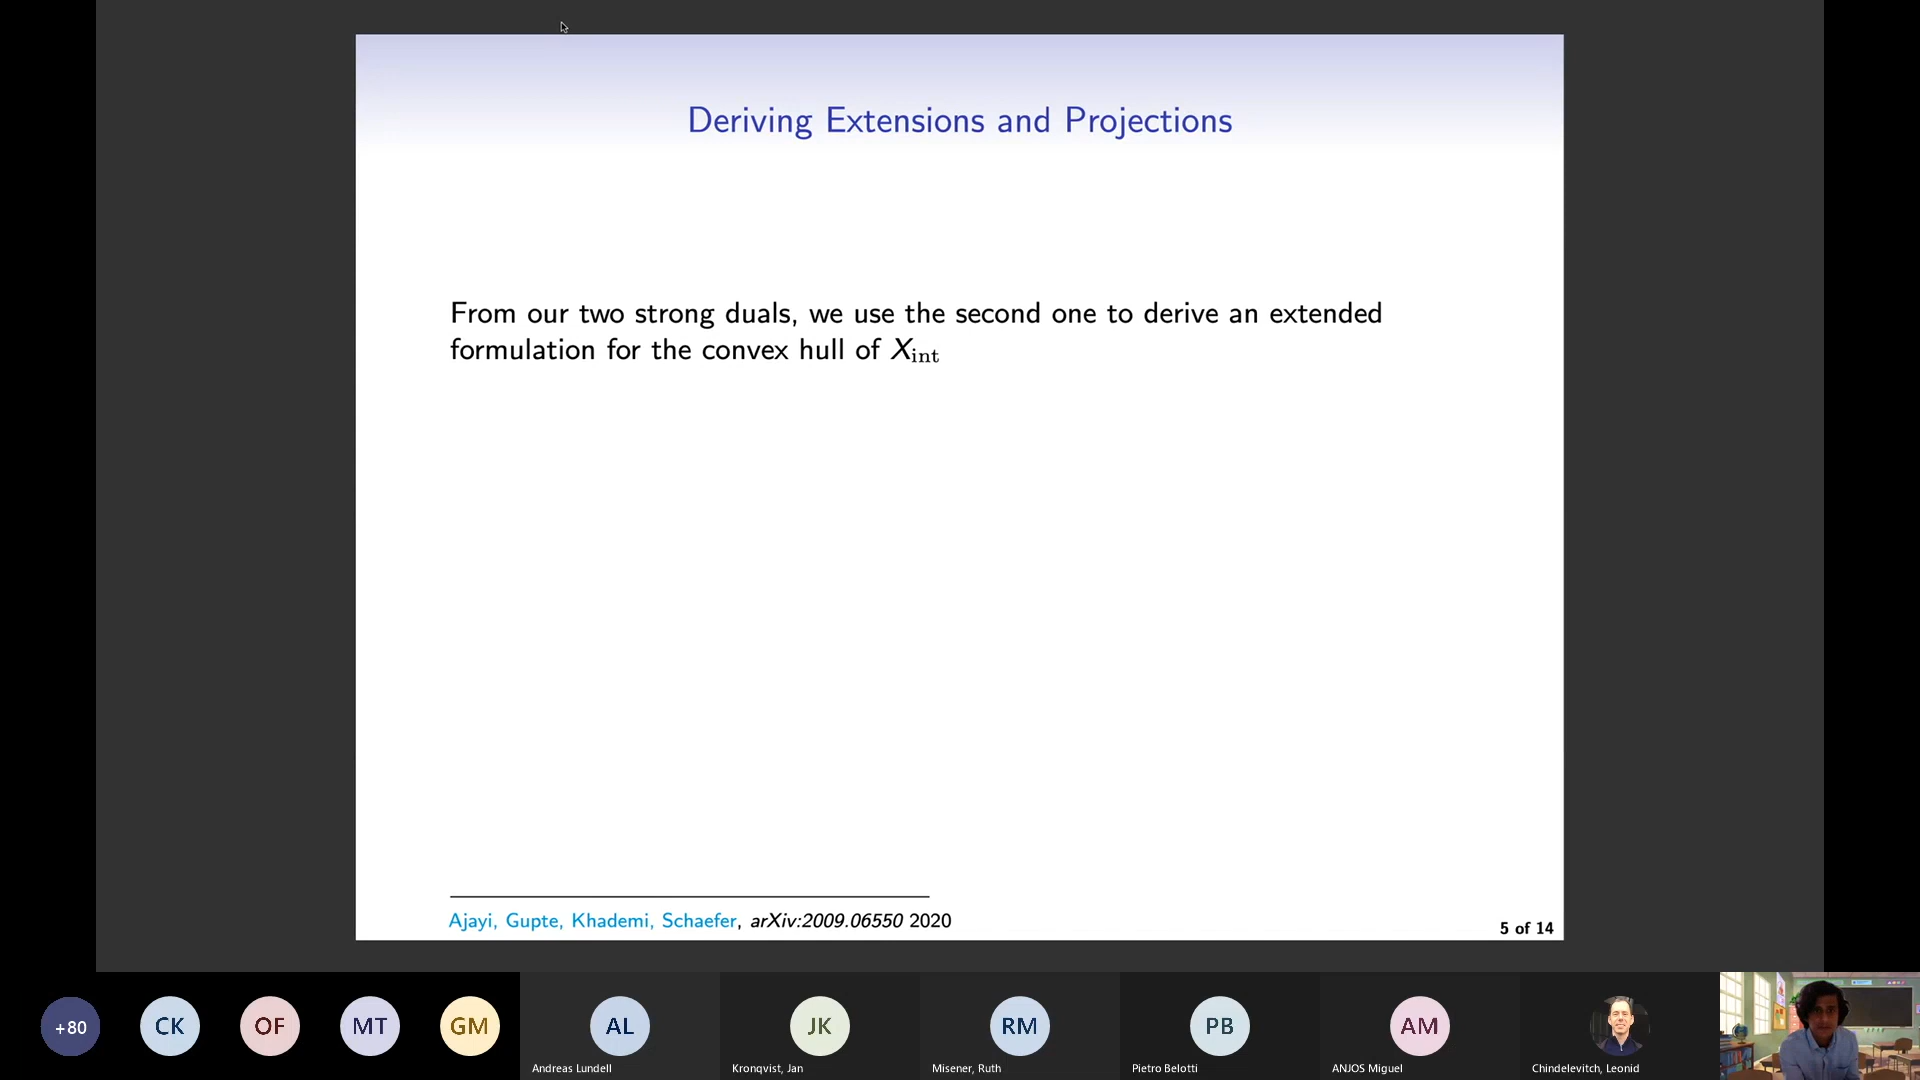 Deriving Extensions and Projections
From our two strong duals, we use the second one to derive an extended
formulation for the convex hull of Xint
Ajayi, Gupte, Khademi, Schaefer, arXiv:2009.06550 2020
5 of 14
+80
CK
OF
MT
GM
AL
JK
RM
PB
AM
Andreas Lundell
Kronqvist, Jan
Misener, Ruth
Pietro Belotti
ANJOS Miguel
Chindelevitch, Leonid